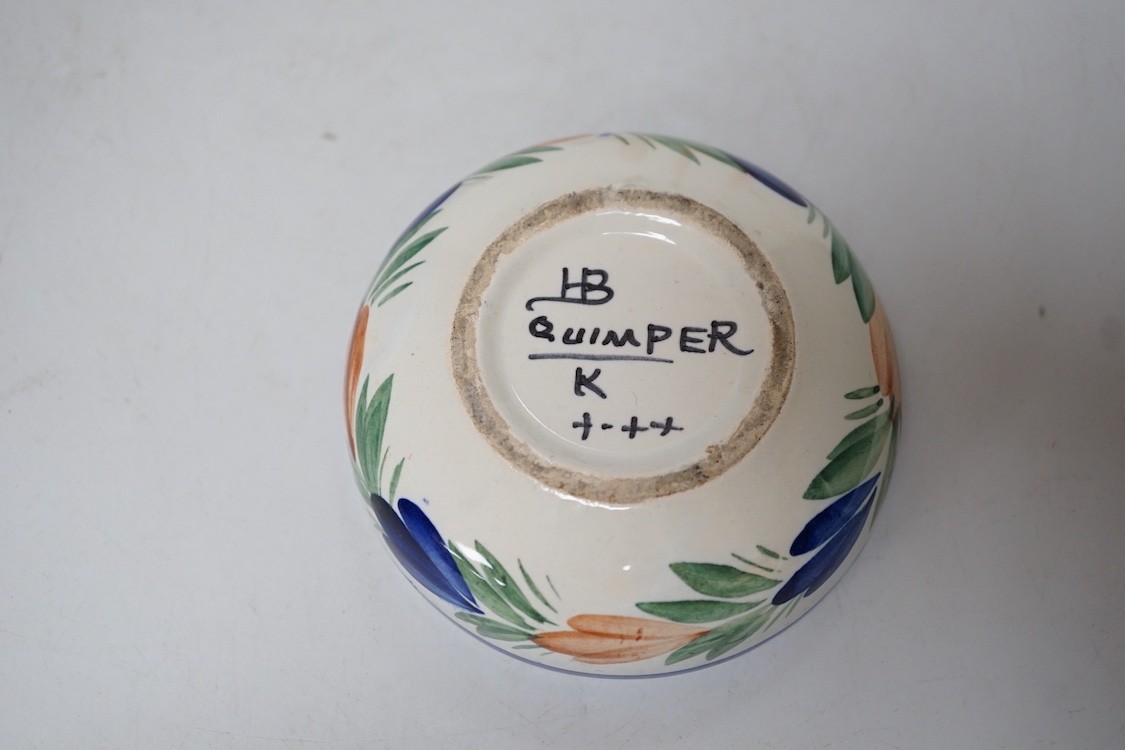 HB
QUIMPER
K
+-++